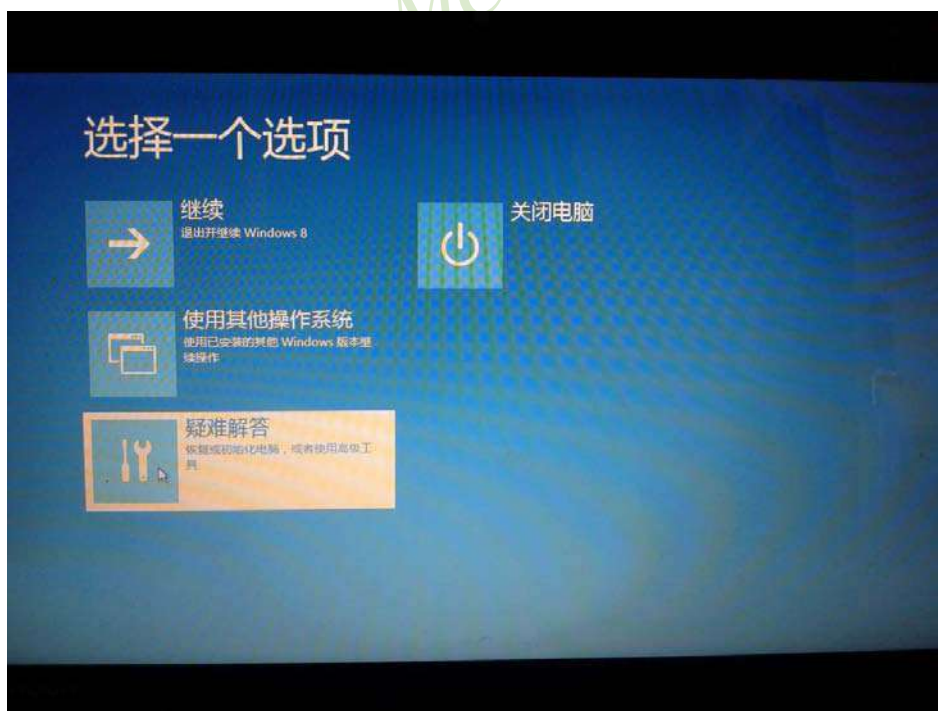 选择一个选项
继续
退出并继续 Windows 8
关闭电脑
使用其他操作系统
使用已安装的其他 Windows 版本继
续操作
疑难解答
恢复或初始化电脑，或者使用高级工
具